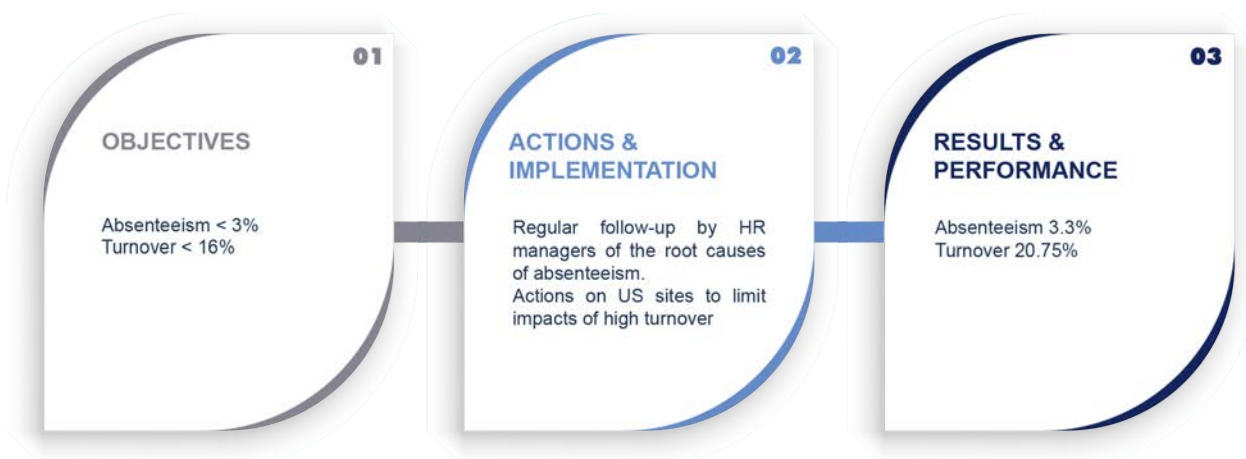 01
OBJECTIVES
Absenteeism < 3%
Turnover < 16%
02
ACTIONS &
IMPLEMENTATION
Regular follow-up by HR
managers of the root causes
of absenteeism.
Actions on US sites to limit
impacts of high turnover
03
RESULTS &
PERFORMANCE
Absenteeism 3.3%
Turnover 20.75%